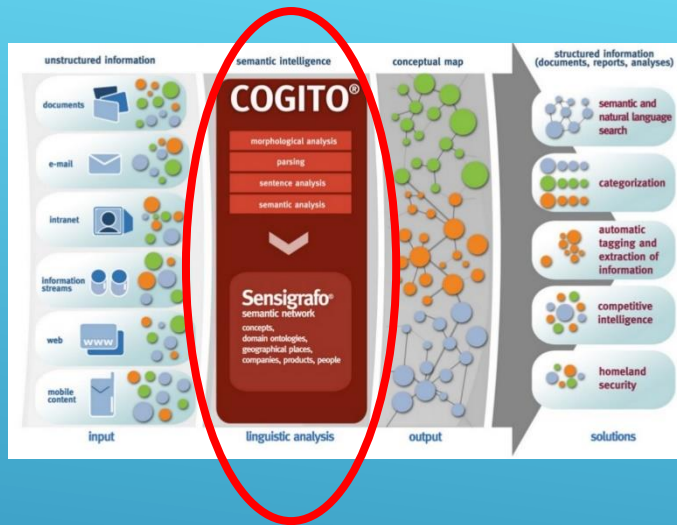 unstructured information
semantic intelligence
conceptual map
structured information
(documents, reports, analyses)
documents
e-mail
intranet
information
streams
web
www
mobile
content
COGITO®
morphological analysis
parsing
sentence analysis
semantic analysis
Sensigrafo®
semantic network
concepts,
domain ontologies,
geographical places,
companies, products, people
semantic and
natural language
search
categorization
automatic
tagging and
extraction of
information
competitive
intelligence
homeland
security
input
linguistic analysis
output
solutions